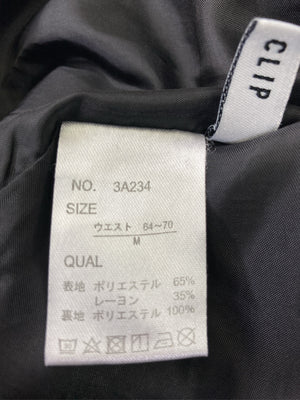 CLIP
NO. 3A234
SIZE
ウエスト 64～70
M
QUAL
表地 ポリエステル 65%
レーヨン 35%
裏地 ポリエステル 100%